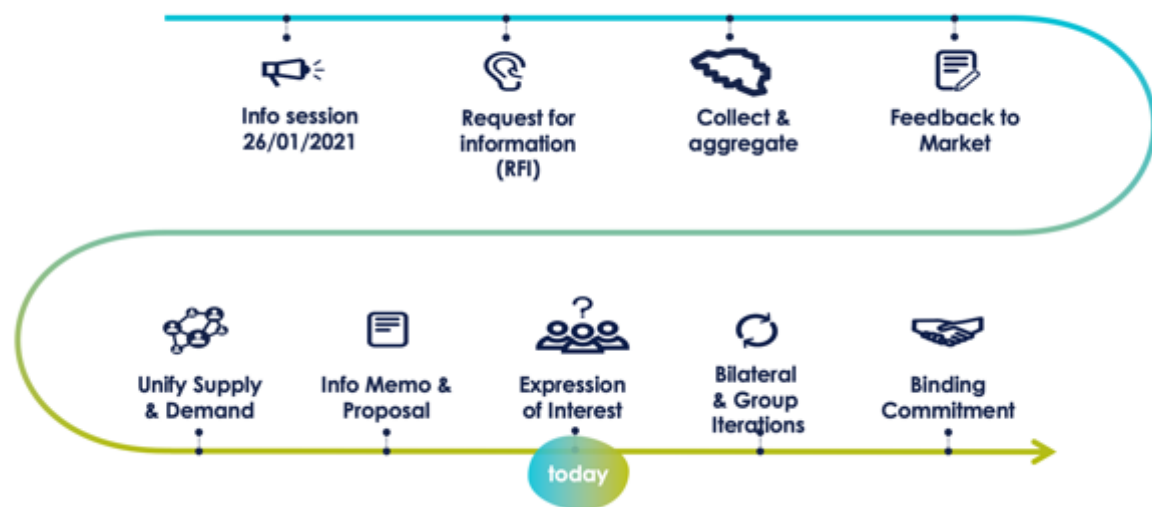 Info session
26/01/2021
Request for
information
(RFI)
Collect &
aggregate
Feedback to
Market
Unify Supply
& Demand
Info Memo &
Proposal
?
Expression
of Interest
Bilateral
& Group
Iterations
Binding
Commitment
today